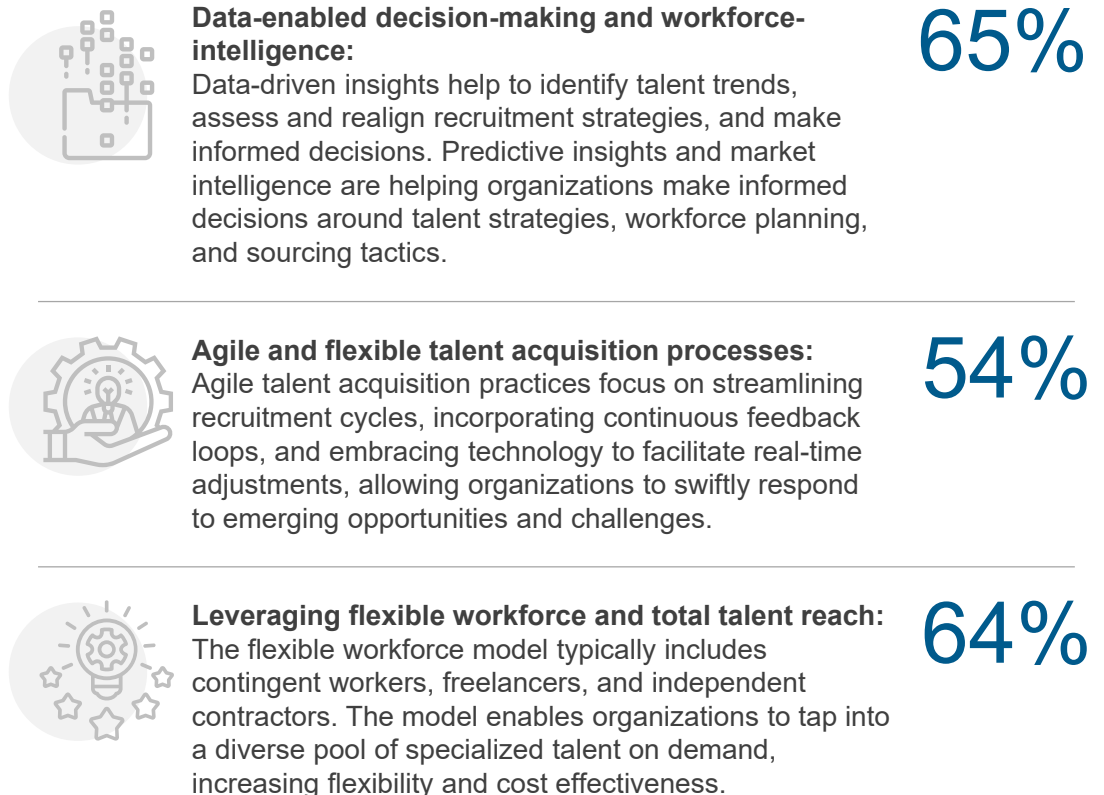 Data-enabled decision-making and workforce-
intelligence:
65%
Data-driven insights help to identify talent trends,
assess and realign recruitment strategies, and make
informed decisions. Predictive insights and market
intelligence are helping organizations make informed
decisions around talent strategies, workforce planning,
and sourcing tactics.
Agile and flexible talent acquisition processes:
54%
Agile talent acquisition practices focus on streamlining
recruitment cycles, incorporating continuous feedback
loops, and embracing technology to facilitate real-time
adjustments, allowing organizations to swiftly respond
to emerging opportunities and challenges.
Leveraging flexible workforce and total talent reach:
64%
The flexible workforce model typically includes
contingent workers, freelancers, and independent
contractors. The model enables organizations to tap into
a diverse pool of specialized talent on demand,
increasing flexibility and cost effectiveness.